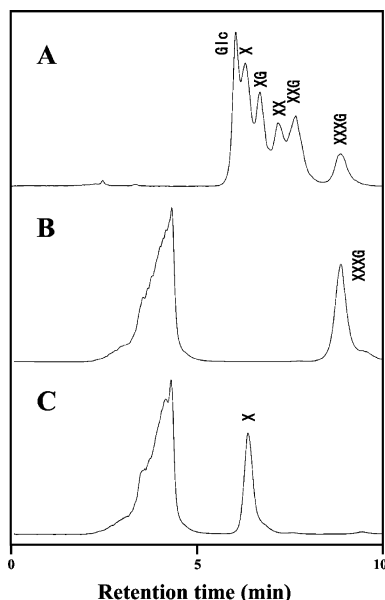 A
Glc
X
XG
XX
XXG
XXXG
B
XXXG
C
X
0 5 10
Retention time (min)